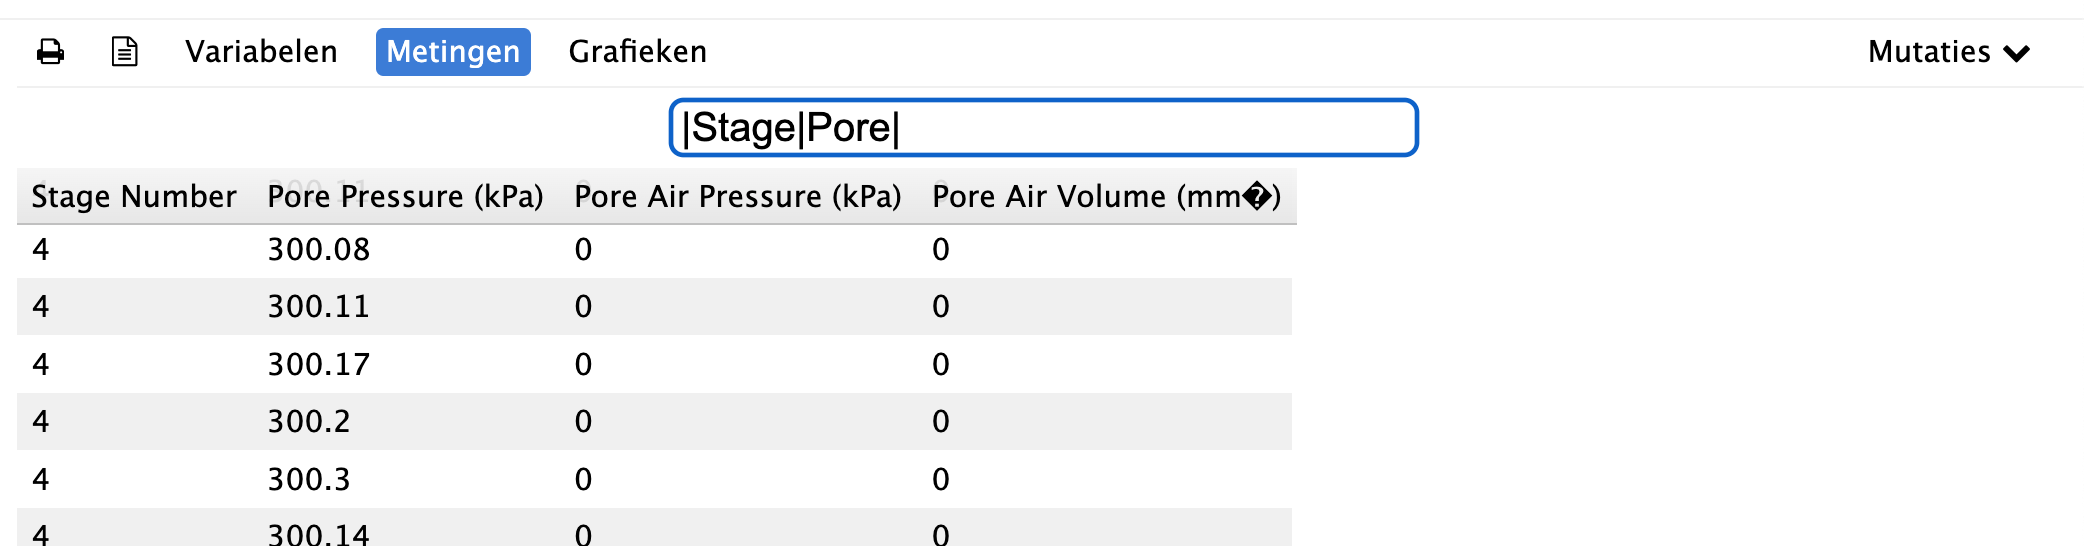 Variabelen Metingen Grafieken Mutaties
|Stage|Pore|
Stage Number Pore Pressure (kPa) Pore Air Pressure (kPa) Pore Air Volume (mm�)
4 300.08 0 0
4 300.11 0 0
4 300.17 0 0
4 300.2 0 0
4 300.3 0 0
4 300.14 0 0